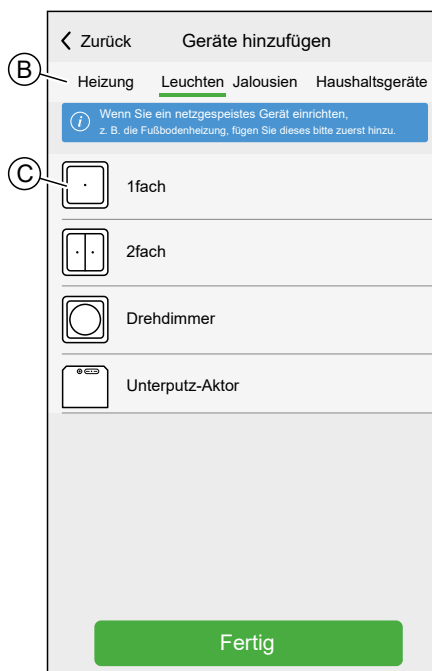 Zurück Geräte hinzufügen
B
Heizung Leuchten Jalousien Haushaltsgeräte
i
Wenn Sie ein netzgespeistes Gerät einrichten,
z. B. die Fußbodenheizung, fügen Sie dieses bitte zuerst hinzu.
C
1fach
2fach
Drehdimmer
Unterputz-Aktor
Fertig